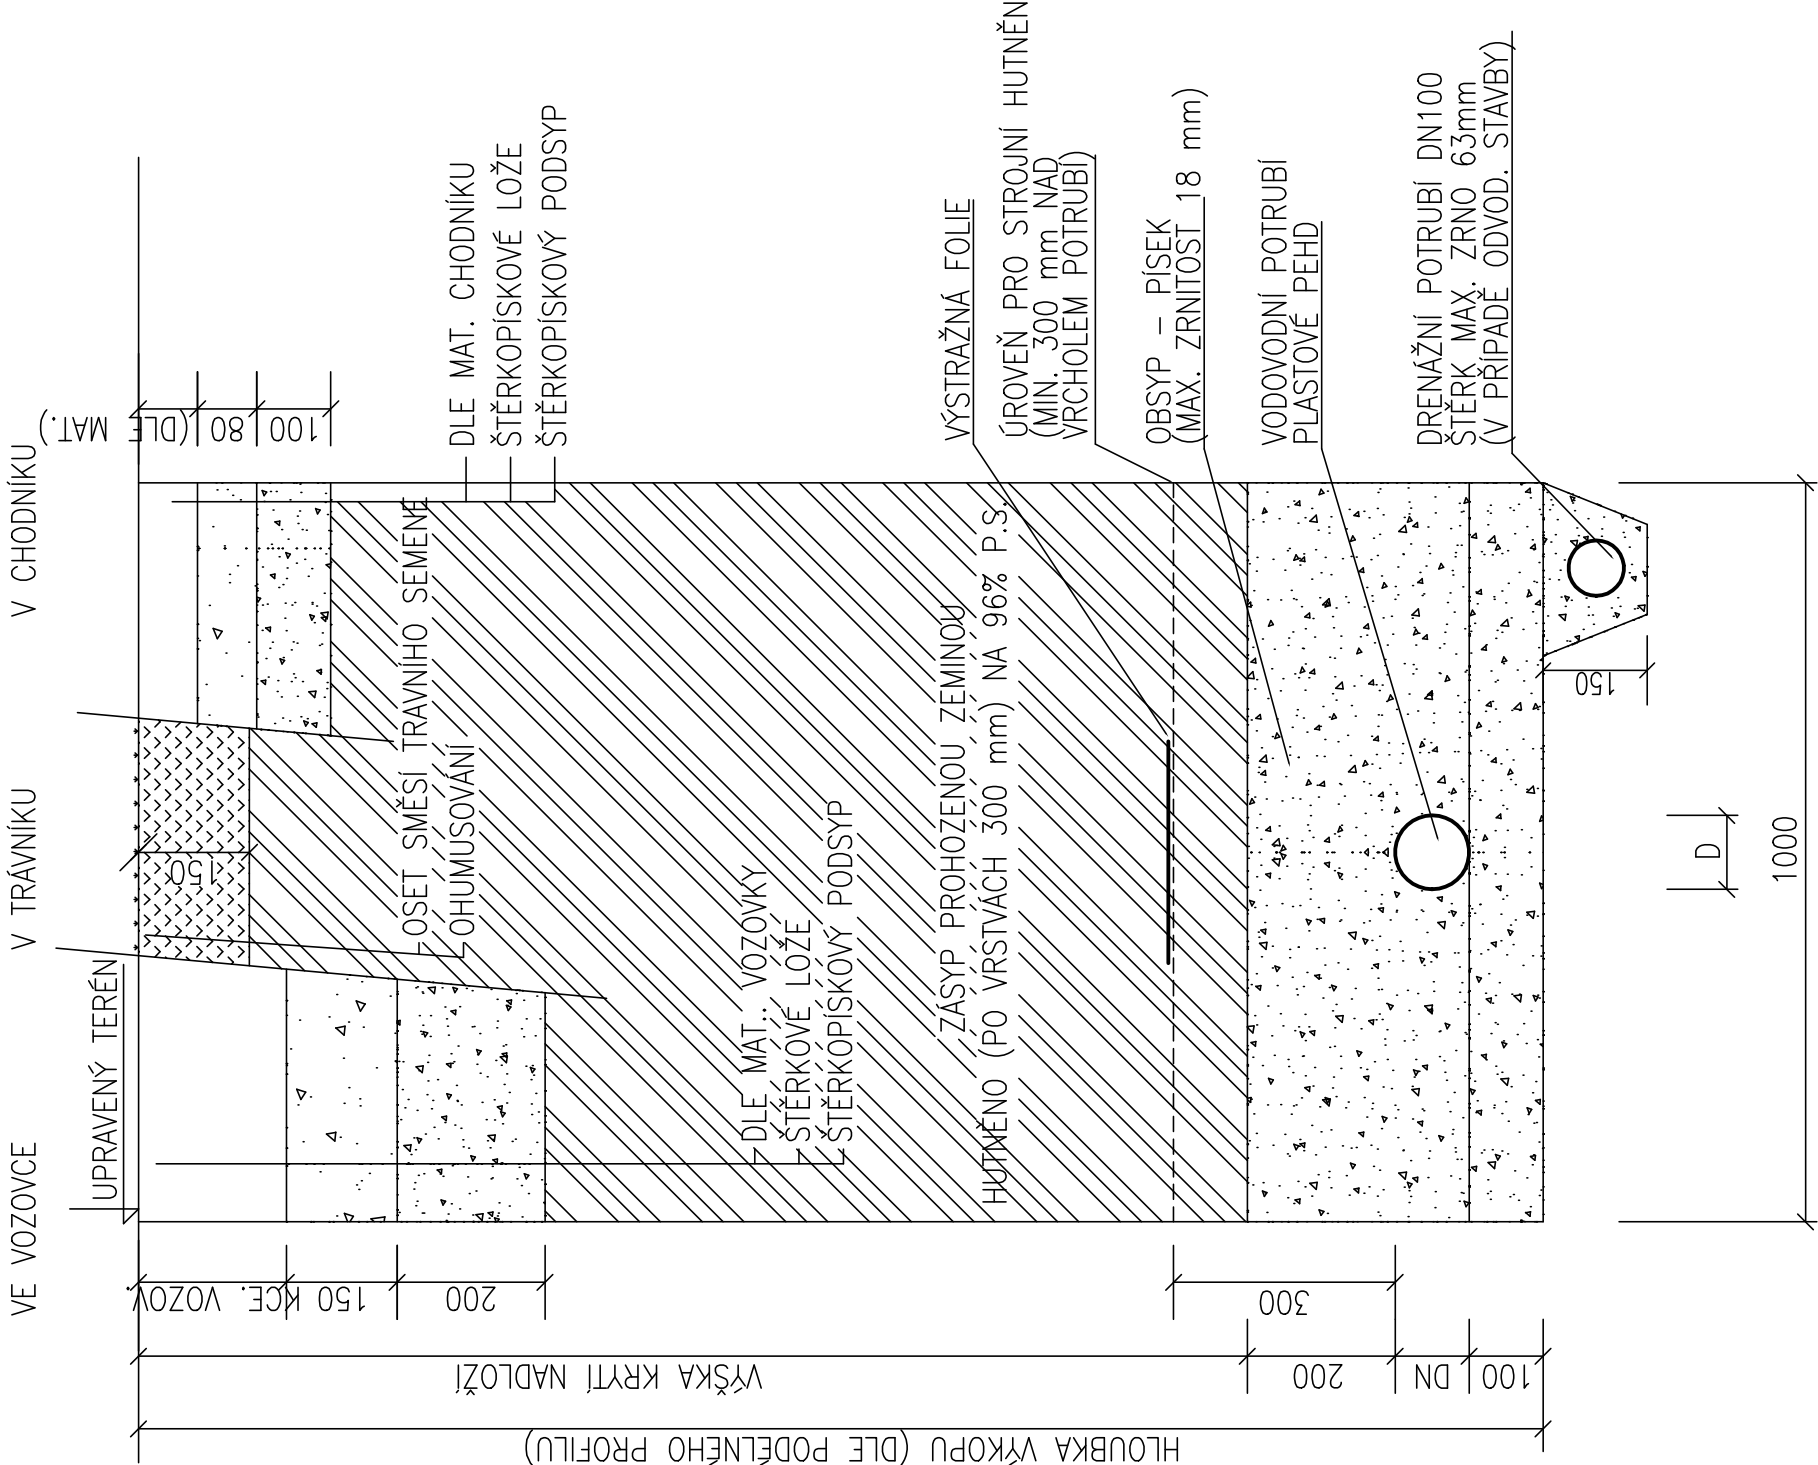 VE VOZOVCE
V TRÁVNÍKU
V CHODNÍKU
UPRAVENÝ TERÉN
(DLE MAT.)
80
100
150
KCE. VOZOV.
150
200
DLE MAT. CHODNÍKU
ŠTĚRKOPÍSKOVÉ LOŽE
ŠTĚRKOPÍSKOVÝ PODSYP
OSET SMĚSÍ TRAVNÍHO SEMENE
OHUMUSOVÁNÍ
DLE MAT.. VOZOVKY
ŠTĚRKOVÉ LOŽE
ŠTĚRKOPÍSKOVÝ PODSYP
ZÁSYP PROHOZENOU ZEMINOU
HUTNĚNO (PO VRSTVÁCH 300 mm) NA 96% P.S.
VÝSTRAŽNÁ FOLIE
ÚROVEŇ PRO STROJNÍ HUTNĚN
(MIN. 300 mm NAD
VRCHOLEM POTRUBÍ)
OBSYP – PÍSEK
(MAX. ZRNITOST 18 mm)
VODOVODNÍ POTRUBÍ
PLASTOVÉ PEHD
DRENÁŽNÍ POTRUBÍ DN100
ŠTĚRK MAX. ZRNO 63mm
(V PŘÍPADĚ ODVOD. STAVBY)
300
VÝŠKA KRYTÍ NADLOŽÍ
200
DN
100
HLOUBKA VÝKOPU (DLE PODÉLNÉHO PROFILU)
150
D
1000